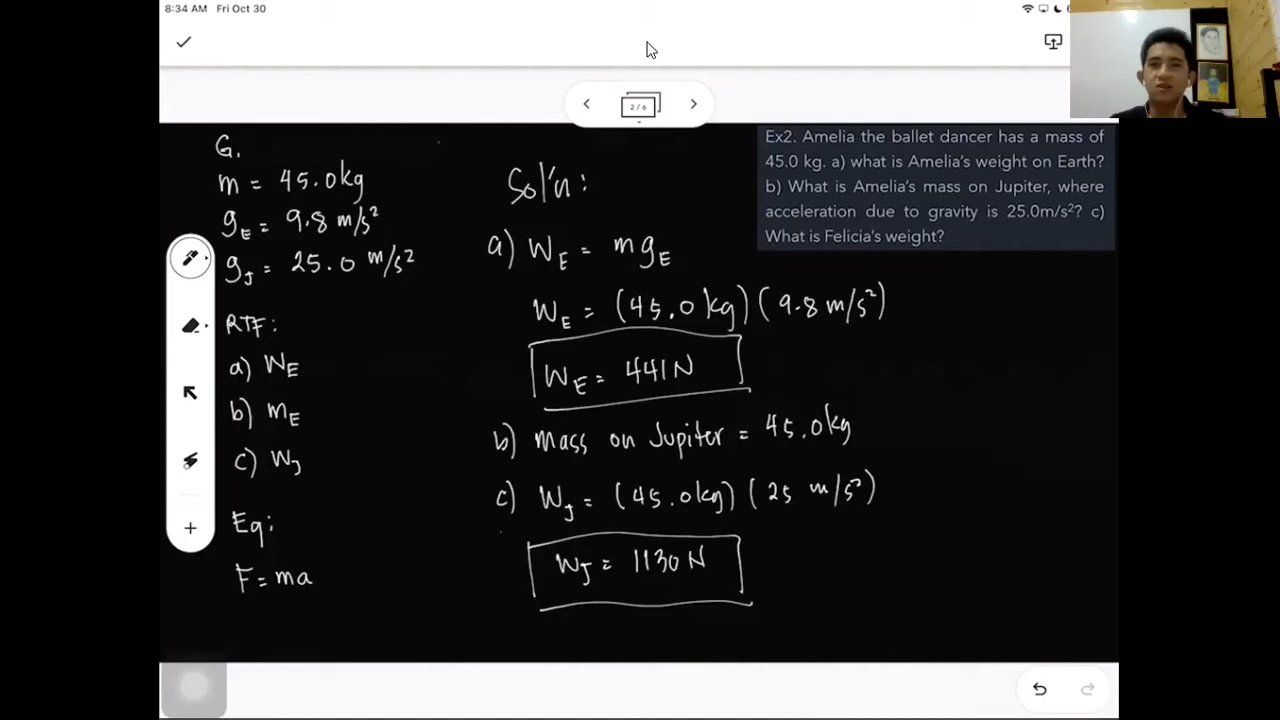 8:34 AM Fri Oct 30
2 / 6
G.
m = 45.0kg
gE = 9.8 m/s²
gJ = 25.0 m/s²
RTF:
a) WE
b) mE
c) WJ
Eq:
F = ma
Sol'n:
a) WE = mgE
WE = (45.0 kg)(9.8 m/s²)
WE = 441N
b) Mass on Jupiter = 45.0kg
c) WJ = (45.0kg)(25 m/s²)
WJ = 1130 N
Ex2. Amelia the ballet dancer has a mass of
45.0 kg. a) what is Amelia's weight on Earth?
b) What is Amelia's mass on Jupiter, where
acceleration due to gravity is 25.0m/s²? c)
What is Felicia's weight?